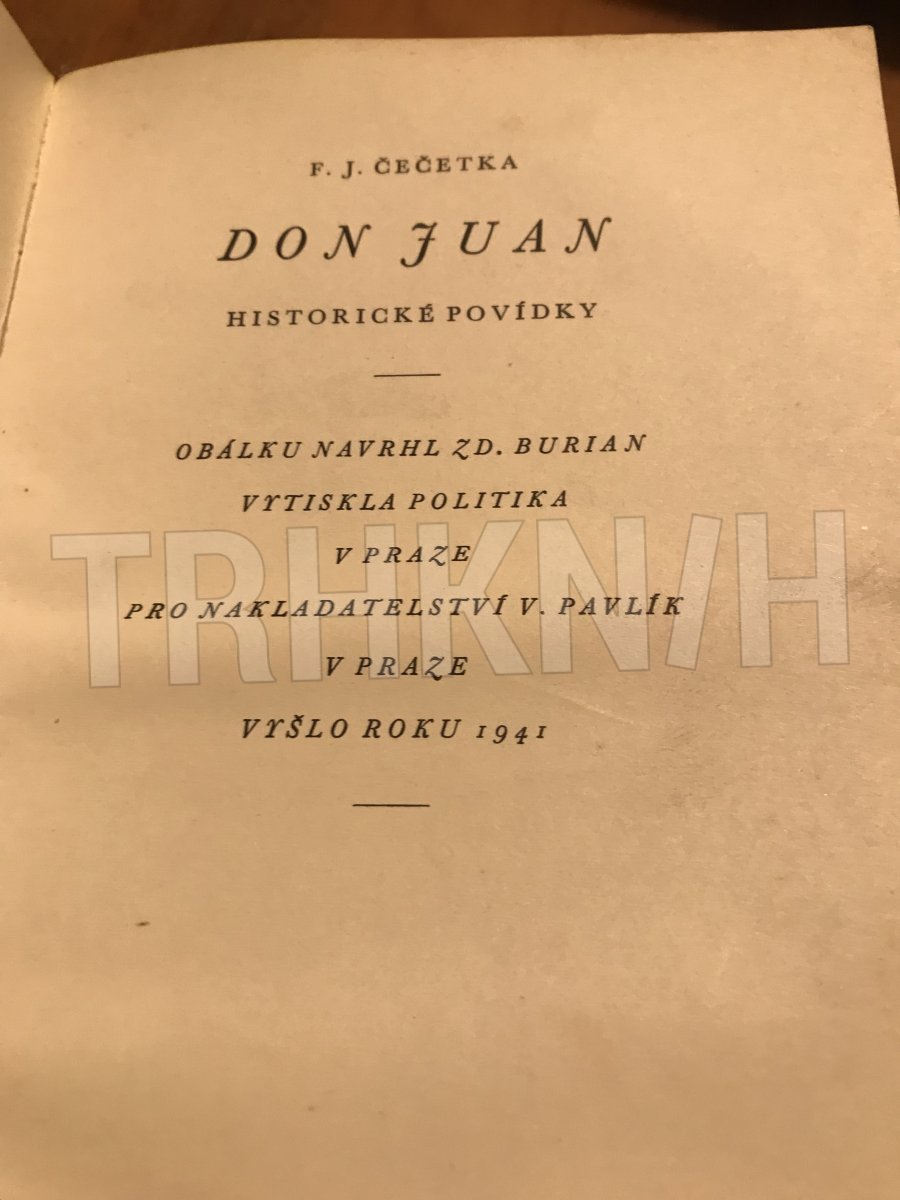 F. J. ČEČETKA
DON JUAN
HISTORICKÉ POVÍDKY
OBÁLKU NAVRHL ZD. BURIAN
VYTISKLA POLITIKA
V PRAZE
TRHKN/H
PRO NAKLADATELSTVÍ V. PAVLÍK
V PRAZE
VYŠLO ROKU 1941